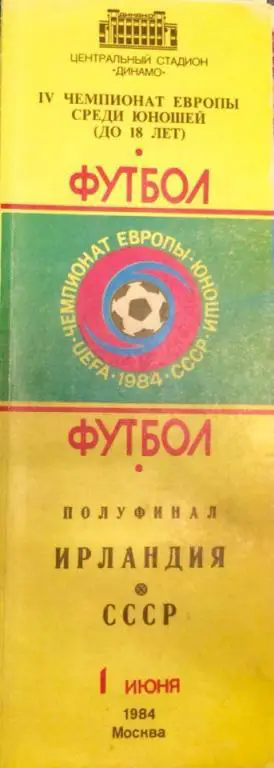 ДИНАМО
ЦЕНТРАЛЬНЫЙ СТАДИОН
«ДИНАМО»
IV ЧЕМПИОНАТ ЕВРОПЫ
СРЕДИ ЮНОШЕЙ
(ДО 18 ЛЕТ)
ФУТБОЛ
ЧЕМПИОНАТ ЕВРОПЫ · ЮНОШИ · UEFA · 1984 · СССР ·
ФУТБОЛ
ПОЛУФИНАЛ
ИРЛАНДИЯ
СССР
1 ИЮНЯ
1984
Москва